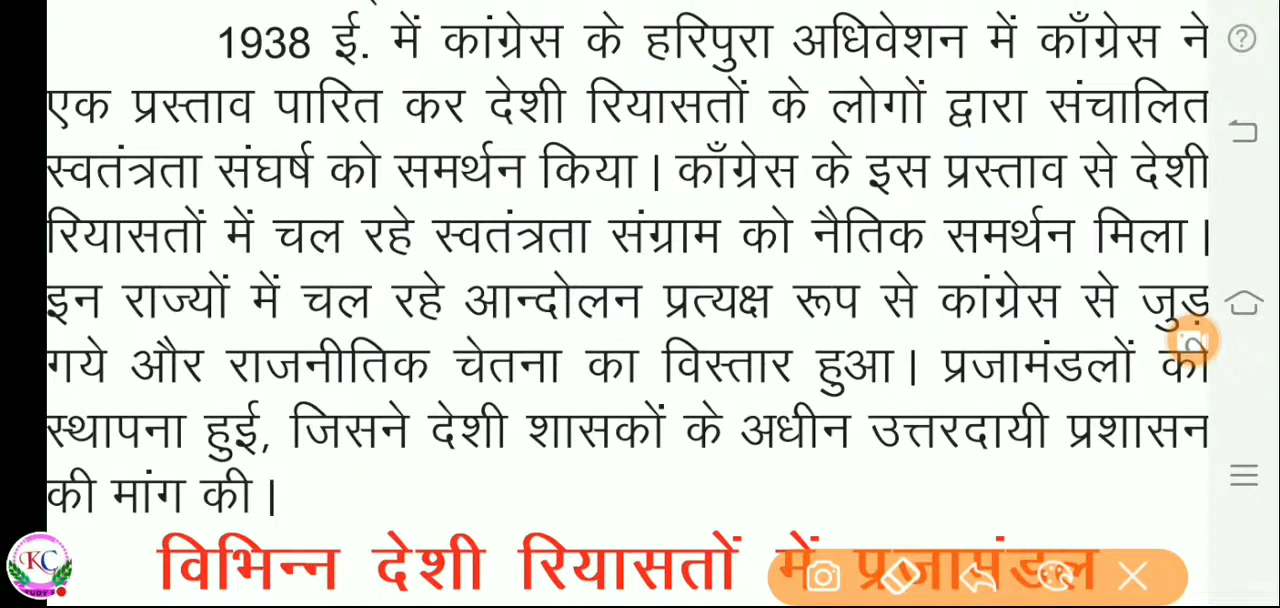 1938 ई. में कांग्रेस के हरिपुरा अधिवेशन में काँग्रेस ने
एक प्रस्ताव पारित कर देशी रियासतों के लोगों द्वारा संचालित
स्वतंत्रता संघर्ष को समर्थन किया। काँग्रेस के इस प्रस्ताव से देशी
रियासतों में चल रहे स्वतंत्रता संग्राम को नैतिक समर्थन मिला।
इन राज्यों में चल रहे आन्दोलन प्रत्यक्ष रूप से कांग्रेस से जुड़
गये और राजनीतिक चेतना का विस्तार हुआ। प्रजामंडलों की
स्थापना हुई, जिसने देशी शासकों के अधीन उत्तरदायी प्रशासन
की मांग की।
विभिन्न देशी रियासतों में प्रजामंडल
KC